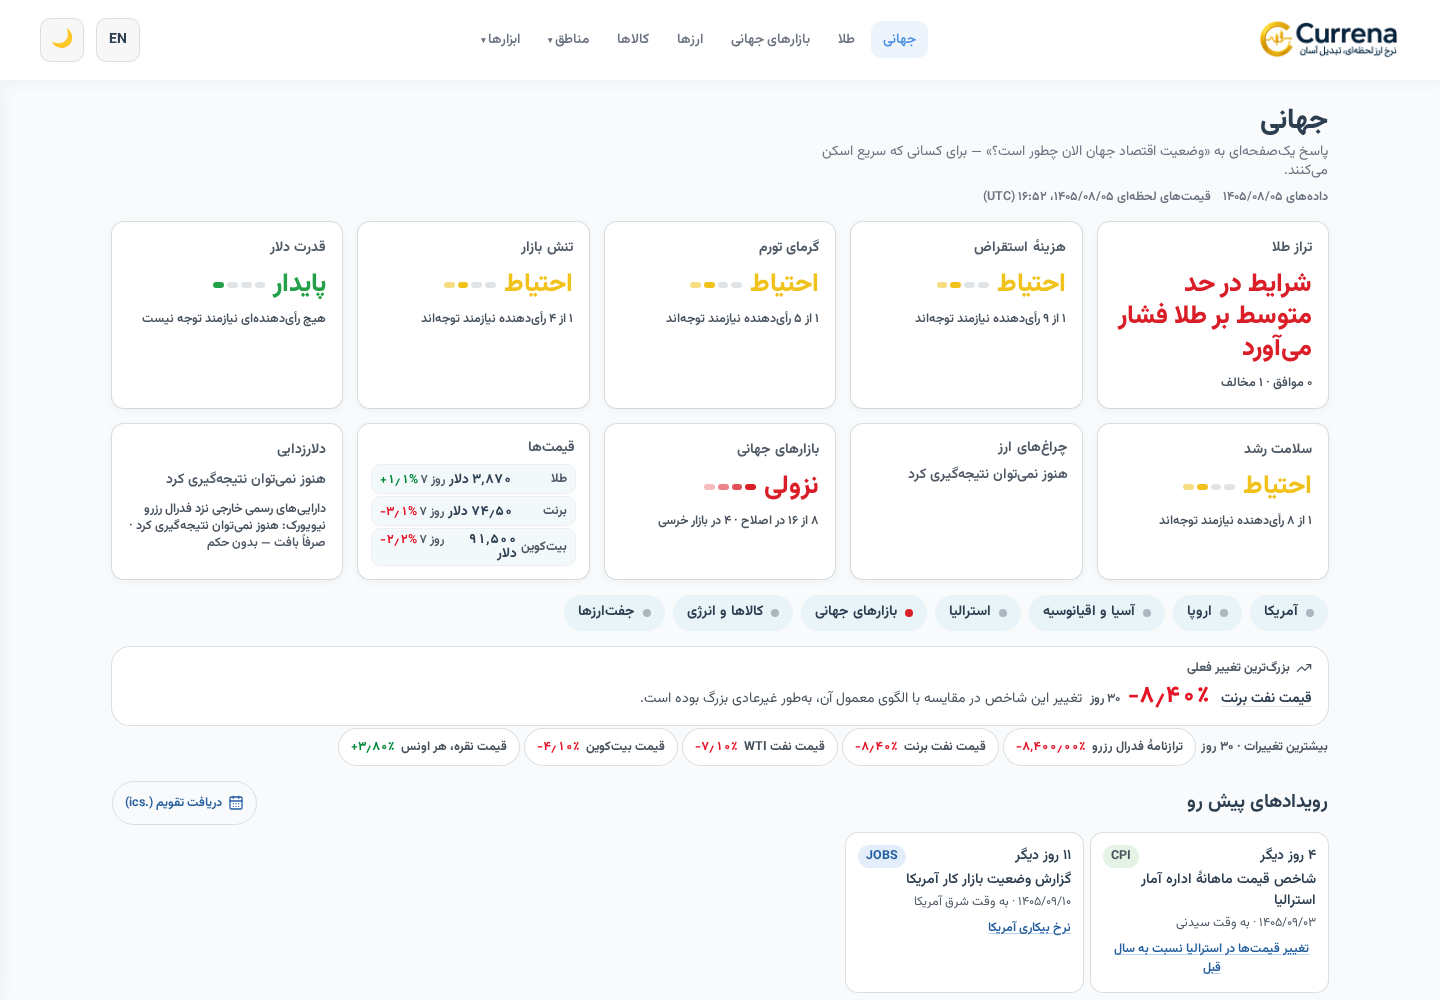 Currena
نرخ ارز لحظه‌ای، تبدیل آسان
جهانی
طلا
بازارهای جهانی
ارزها
کالاها
مناطق ▾
ابزارها ▾
EN
جهانی
پاسخ یک‌صفحه‌ای به «وضعیت اقتصاد جهان الان چطور است؟» — برای کسانی که سریع اسکن
می‌کنند.
داده‌های ۱۴۰۵/۰۸/۰۵ قیمت‌های لحظه‌ای ۱۴۰۵/۰۸/۰۵، ۱۶:۵۲ (UTC)
تراز طلا
شرایط در حد
متوسط بر طلا فشار
می‌آورد
۰ موافق · ۱ مخالف
هزینهٔ استقراض
احتیاط
۱ از ۹ رأی‌دهنده نیازمند توجه‌اند
گرمای تورم
احتیاط
۱ از ۵ رأی‌دهنده نیازمند توجه‌اند
تنش بازار
احتیاط
۱ از ۴ رأی‌دهنده نیازمند توجه‌اند
قدرت دلار
پایدار
هیچ رأی‌دهنده‌ای نیازمند توجه نیست
سلامت رشد
احتیاط
۱ از ۸ رأی‌دهنده نیازمند توجه‌اند
چراغ‌های ارز
هنوز نمی‌توان نتیجه‌گیری کرد
بازارهای جهانی
نزولی
۸ از ۱۶ در اصلاح · ۴ در بازار خرسی
قیمت‌ها
طلا ۳,۸۷۰ دلار ۷ روز +۱٫۱%
برنت ۷۴٫۵۰ دلار ۷ روز -۳٫۱%
بیت‌کوین ۹۱,۵۰۰ دلار ۷ روز -۲٫۲%
دلارزدایی
هنوز نمی‌توان نتیجه‌گیری کرد
دارایی‌های رسمی خارجی نزد فدرال رزرو
نیویورک: هنوز نمی‌توان نتیجه‌گیری کرد ·
صرفاً بافت — بدون حکم
آمریکا
اروپا
آسیا و اقیانوسیه
استرالیا
بازارهای جهانی
کالاها و انرژی
جفت‌ارزها
بزرگ‌ترین تغییر فعلی
قیمت نفت برنت -۸٫۴۰٪ ۳۰ روز تغییر این شاخص در مقایسه با الگوی معمول آن، به‌طور غیرعادی بزرگ بوده است.
بیشترین تغییرات · ۳۰ روز
ترازنامهٔ فدرال رزرو -۸,۴۰۰٫۰۰٪
قیمت نفت برنت -۸٫۴۰٪
قیمت نفت WTI -۷٫۱۰٪
قیمت بیت‌کوین -۴٫۱۰٪
قیمت نقره، هر اونس +۳٫۸۰٪
رویدادهای پیش رو
دریافت تقویم (.ics)
۴ روز دیگر
CPI
شاخص قیمت ماهانهٔ اداره آمار
استرالیا
۱۴۰۵/۰۹/۰۳ · به وقت سیدنی
تغییر قیمت‌ها در استرالیا نسبت به سال
قبل
۱۱ روز دیگر
JOBS
گزارش وضعیت بازار کار آمریکا
۱۴۰۵/۰۹/۱۰ · به وقت شرق آمریکا
نرخ بیکاری آمریکا